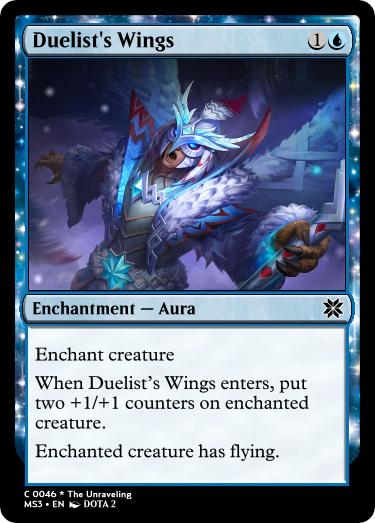 Duelist's Wings 1
Enchantment — Aura
Enchant creature
When Duelist's Wings enters, put
two +1/+1 counters on enchanted
creature.
Enchanted creature has flying.
C 0046 * The Unraveling
MS3 • EN DOTA 2